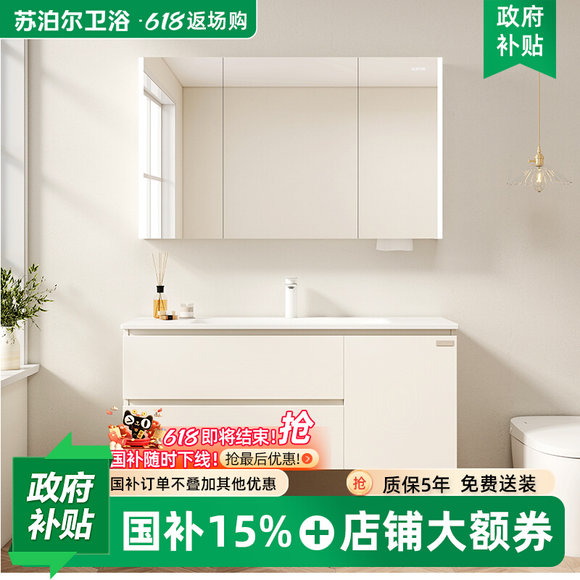 苏泊尔卫浴·618返场购
政府
补贴
618即将结束!抢
国补随时下线!抢最后优惠!
政府
补贴
国补订单不叠加其他优惠
抢 质保5年 免费送装
国补15%+店铺大额券